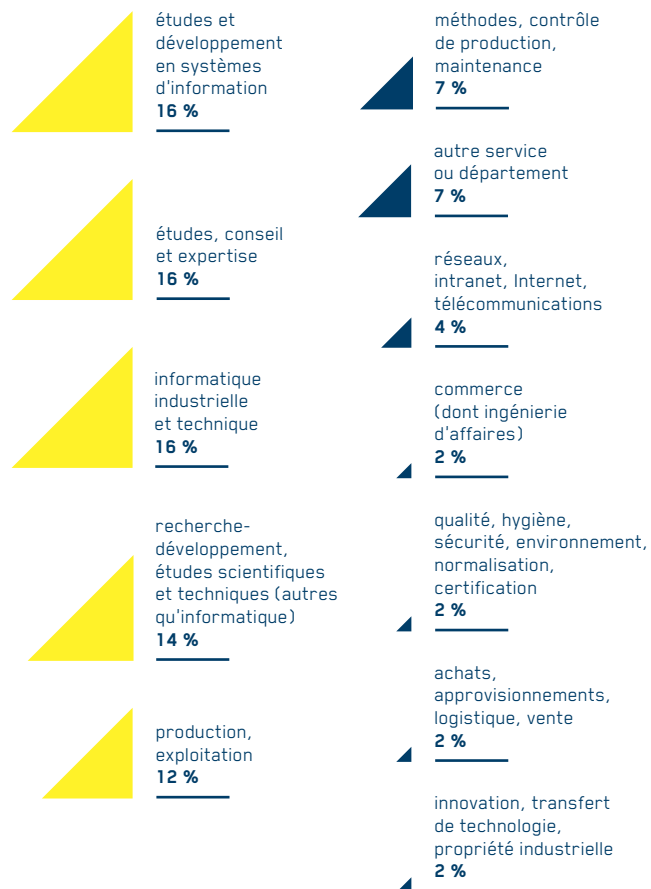 études et
développement
en systèmes
d'information
16 %
études, conseil
et expertise
16 %
informatique
industrielle
et technique
16 %
recherche-
développement,
études scientifiques
et techniques (autres
qu'informatique)
14 %
production,
exploitation
12 %
méthodes, contrôle
de production,
maintenance
7 %
autre service
ou département
7 %
réseaux,
intranet, Internet,
télécommunications
4 %
commerce
(dont ingénierie
d'affaires)
2 %
qualité, hygiène,
sécurité, environnement,
normalisation,
certification
2 %
achats,
approvisionnements,
logistique, vente
2 %
innovation, transfert
de technologie,
propriété industrielle
2 %